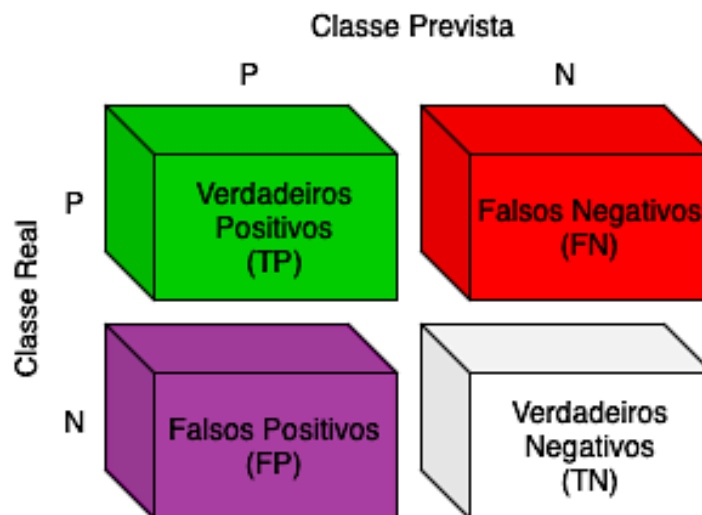 Classe Prevista
P
N
Classe Real
P
Verdadeiros
Positivos
(TP)
Falsos Negativos
(FN)
N
Falsos Positivos
(FP)
Verdadeiros
Negativos
(TN)